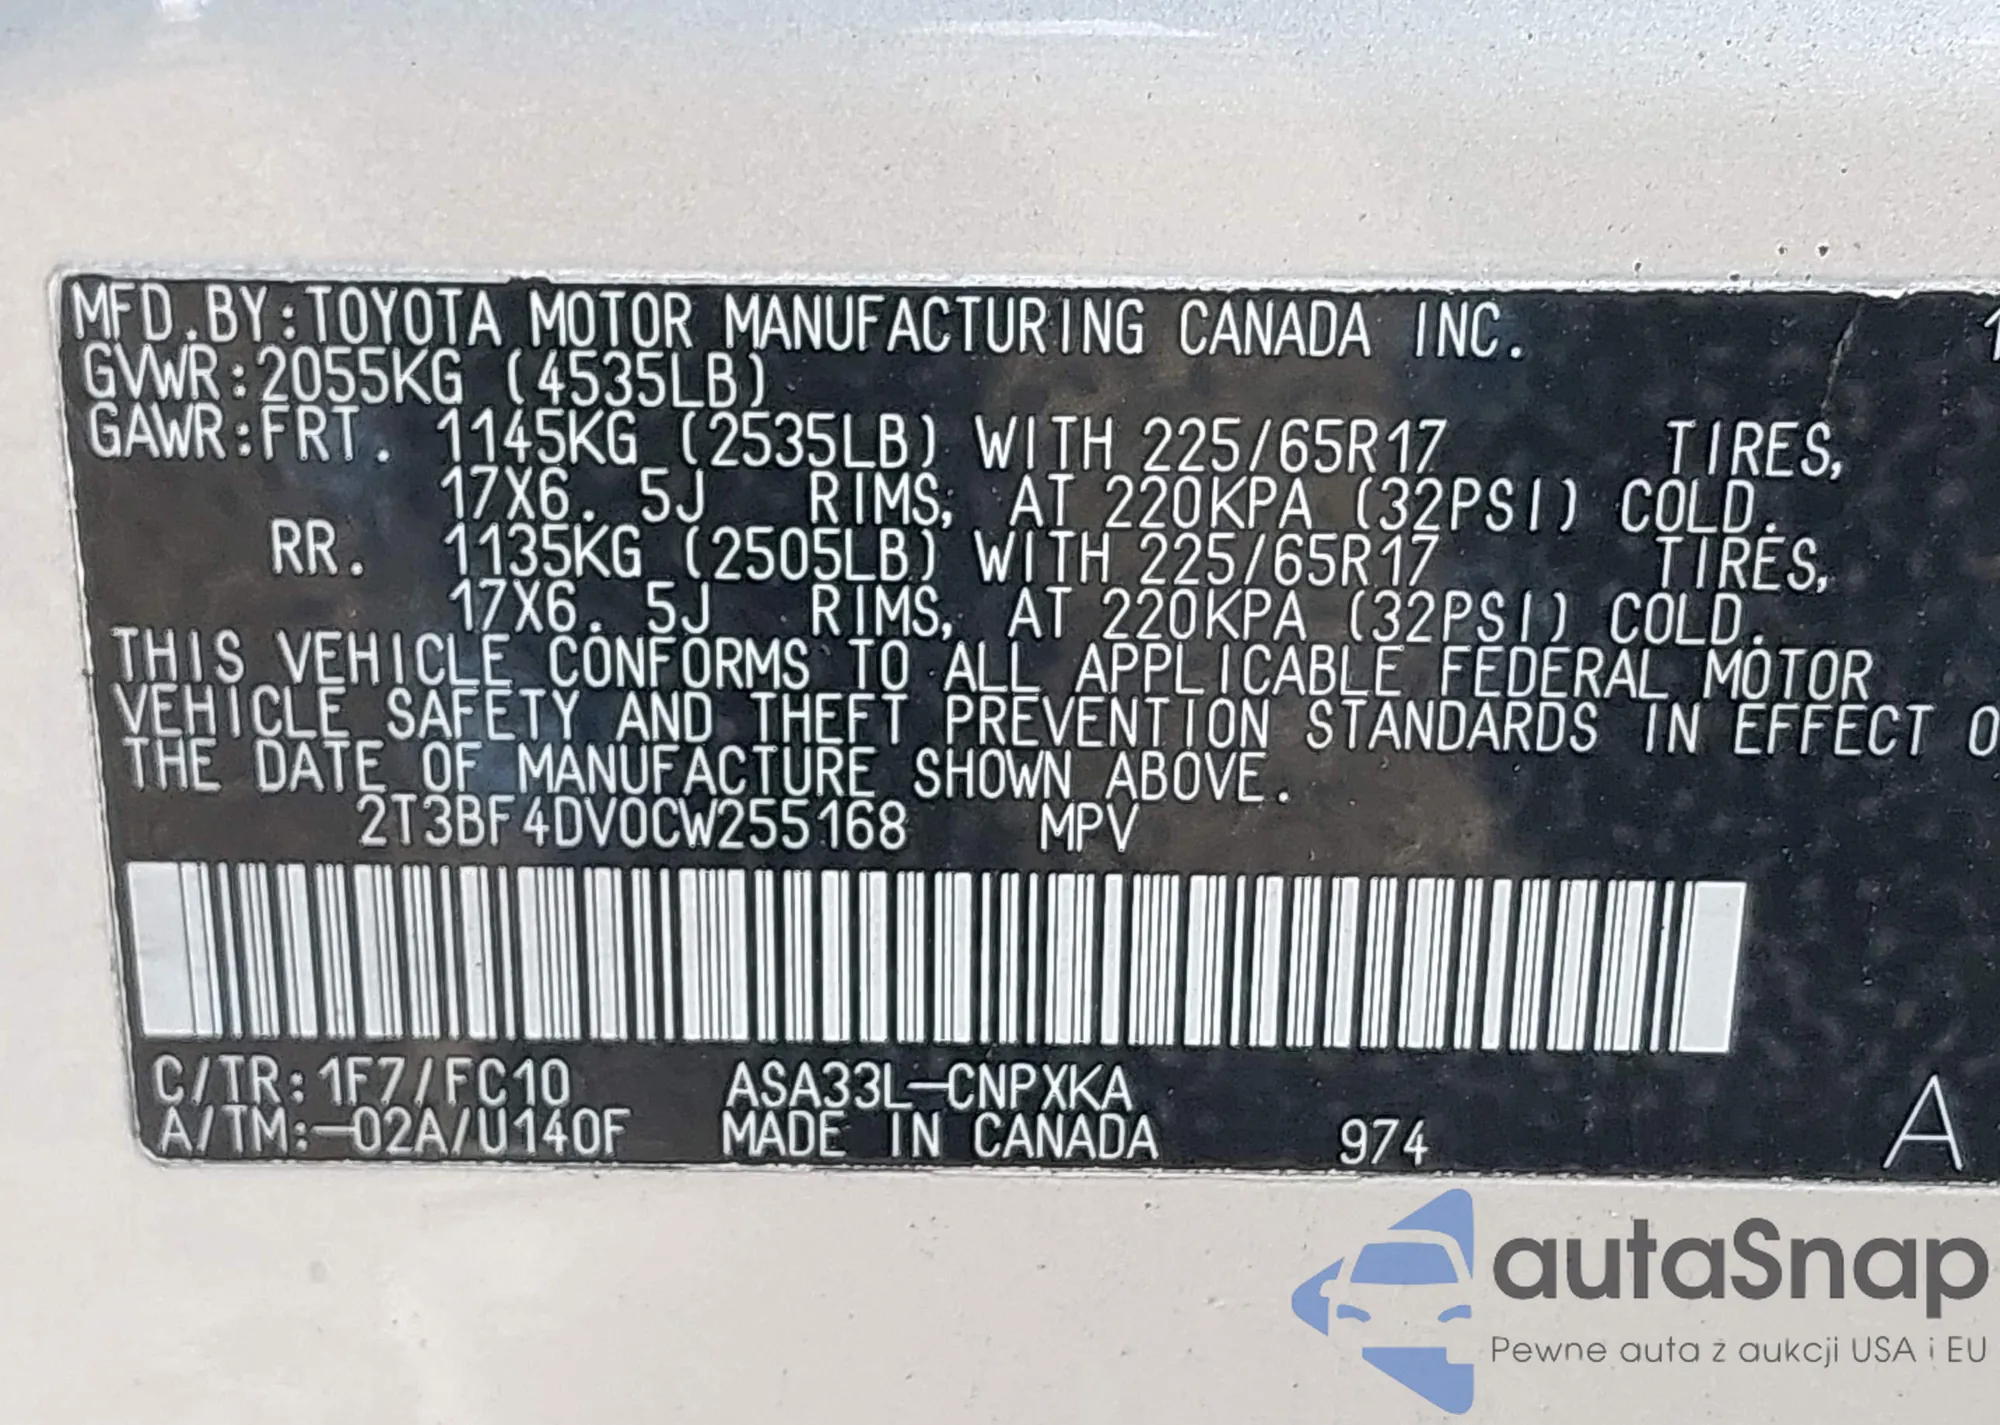 MFD.BY:TOYOTA MOTOR MANUFACTURING CANADA INC. 1
GVWR:2055KG (4535LB)
GAWR:FRT. 1145KG (2535LB) WITH 225/65R17 TIRES,
17X6.5J RIMS, AT 220KPA (32PSI) COLD.
RR. 1135KG (2505LB) WITH 225/65R17 TIRES,
17X6.5J RIMS, AT 220KPA (32PSI) COLD.
THIS VEHICLE CONFORMS TO ALL APPLICABLE FEDERAL MOTOR
VEHICLE SAFETY AND THEFT PREVENTION STANDARDS IN EFFECT O
THE DATE OF MANUFACTURE SHOWN ABOVE.
2T3BF4DV0CW255168 MPV
C/TR:1F7/FC10 ASA33L-CNPXKA
A/TM:-02A/U140F MADE IN CANADA 974 A
autaSnap
Pewne auta z aukcji USA i EU